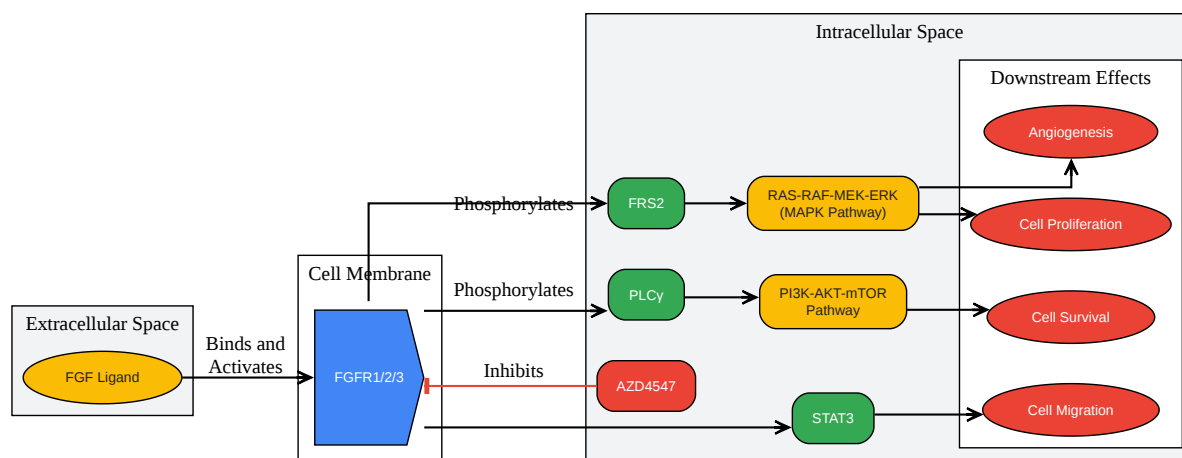 Intracellular Space
Downstream Effects
Angiogenesis
Phosphorylates
FRS2
RAS-RAF-MEK-ERK
(MAPK Pathway)
Cell Proliferation
Cell Membrane
Phosphorylates
PLCγ
PI3K-AKT-mTOR
Pathway
Cell Survival
Extracellular Space
FGF Ligand
Binds and
Activates
FGFR1/2/3
Inhibits
AZD4547
STAT3
Cell Migration